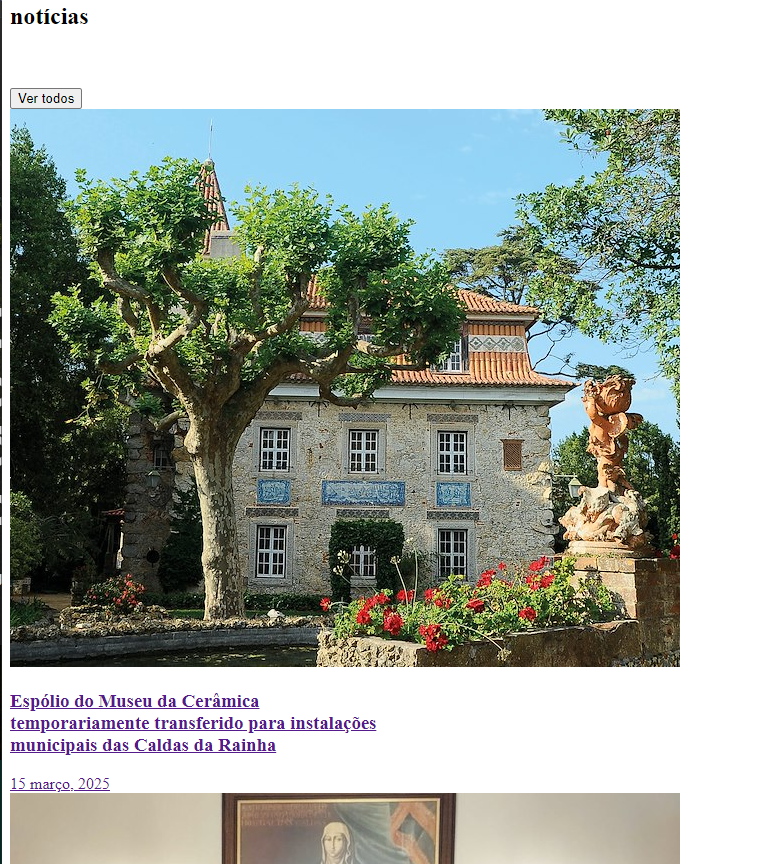 notícias
Ver todos
Espólio do Museu da Cerâmica
temporariamente transferido para instalações
municipais das Caldas da Rainha
15 março, 2025